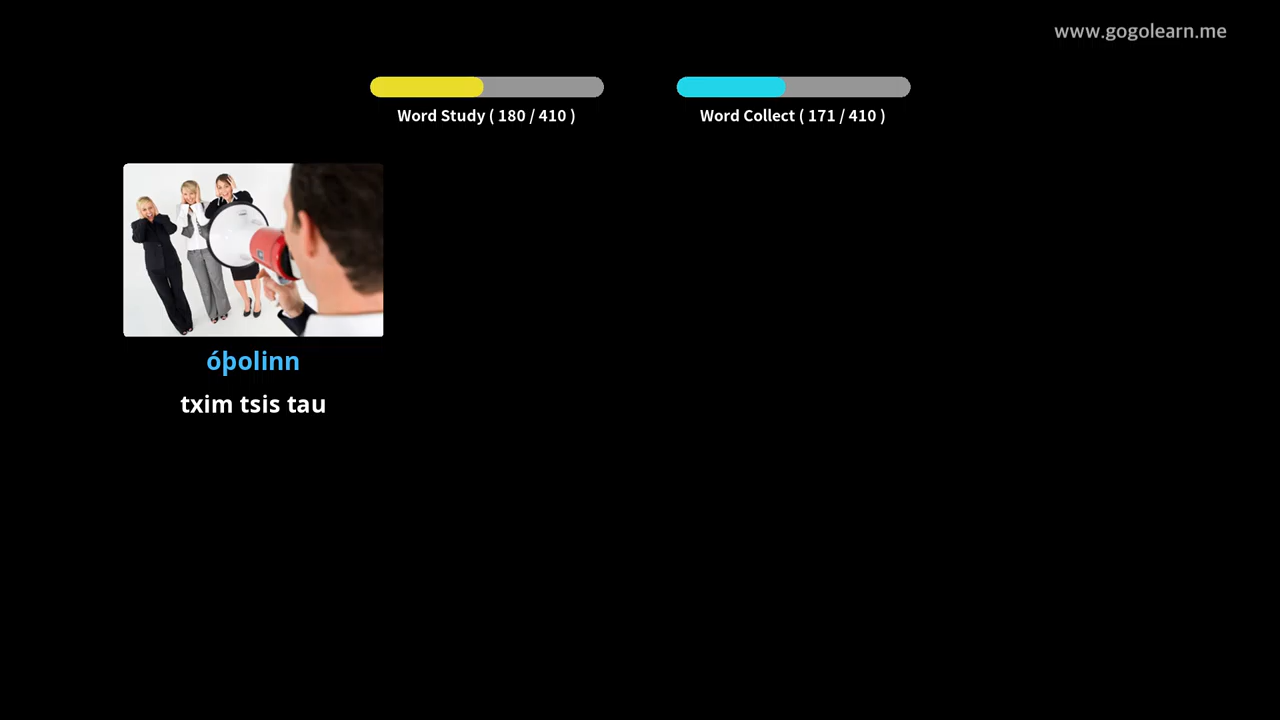 www.gogolearn.me
Word Study ( 180 / 410 )
Word Collect ( 171 / 410 )
óþolinn
txim tsis tau